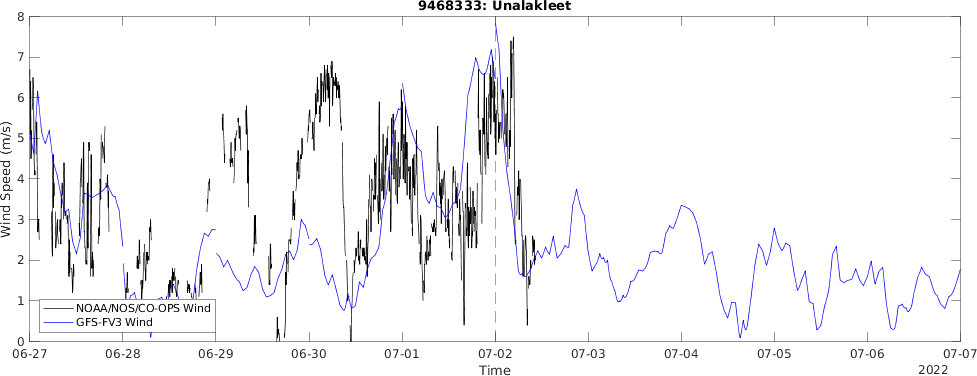 9468333: Unalakleet
8
7
6
5
4
3
2
1
0
Wind Speed (m/s)
NOAA/NOS/CO-OPS Wind
GFS-FV3 Wind
06-27 06-28 06-29 06-30 07-01 07-02 07-03 07-04 07-05 07-06 07-07
Time
2022